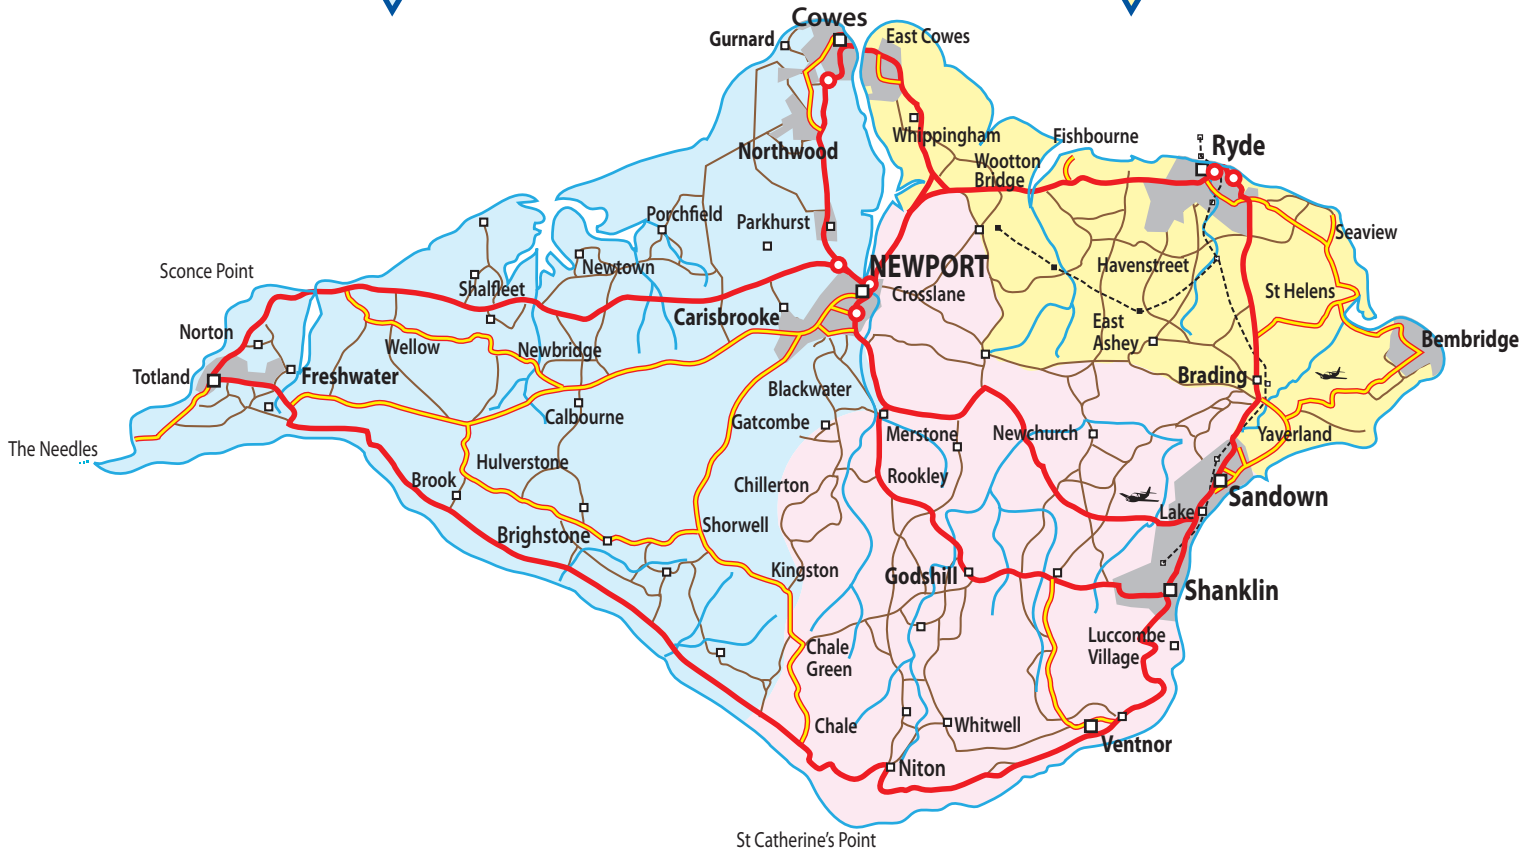 Cowes
Gurnard
East Cowes
Whippingham
Fishbourne
Ryde
Northwood
Wootton
Bridge
Porchfield
Parkhurst
Seaview
Sconce Point
Newtown
NEWPORT
Havenstreet
Shalfleet
Crosslane
St Helens
Carisbrooke
Norton
Wellow
Newbridge
East
Ashey
Bembridge
Totland
Freshwater
Blackwater
Brading
Calbourne
Gatcombe
Merstone
Newchurch
Yaverland
The Needles
Hulverstone
Brook
Chillerton
Rookley
Sandown
Lake
Brighstone
Shorwell
Kingston
Godshill
Shanklin
Chale
Green
Luccombe
Village
Chale
Whitwell
Ventnor
Niton
St Catherine's Point